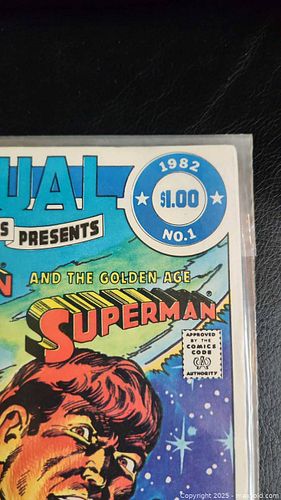 UAL
1982
$1.00
NO. 1
S PRESENTS
N AND THE GOLDEN AGE
SUPERMAN
APPROVED
BY THE
COMICS
CODE
AUTHORITY